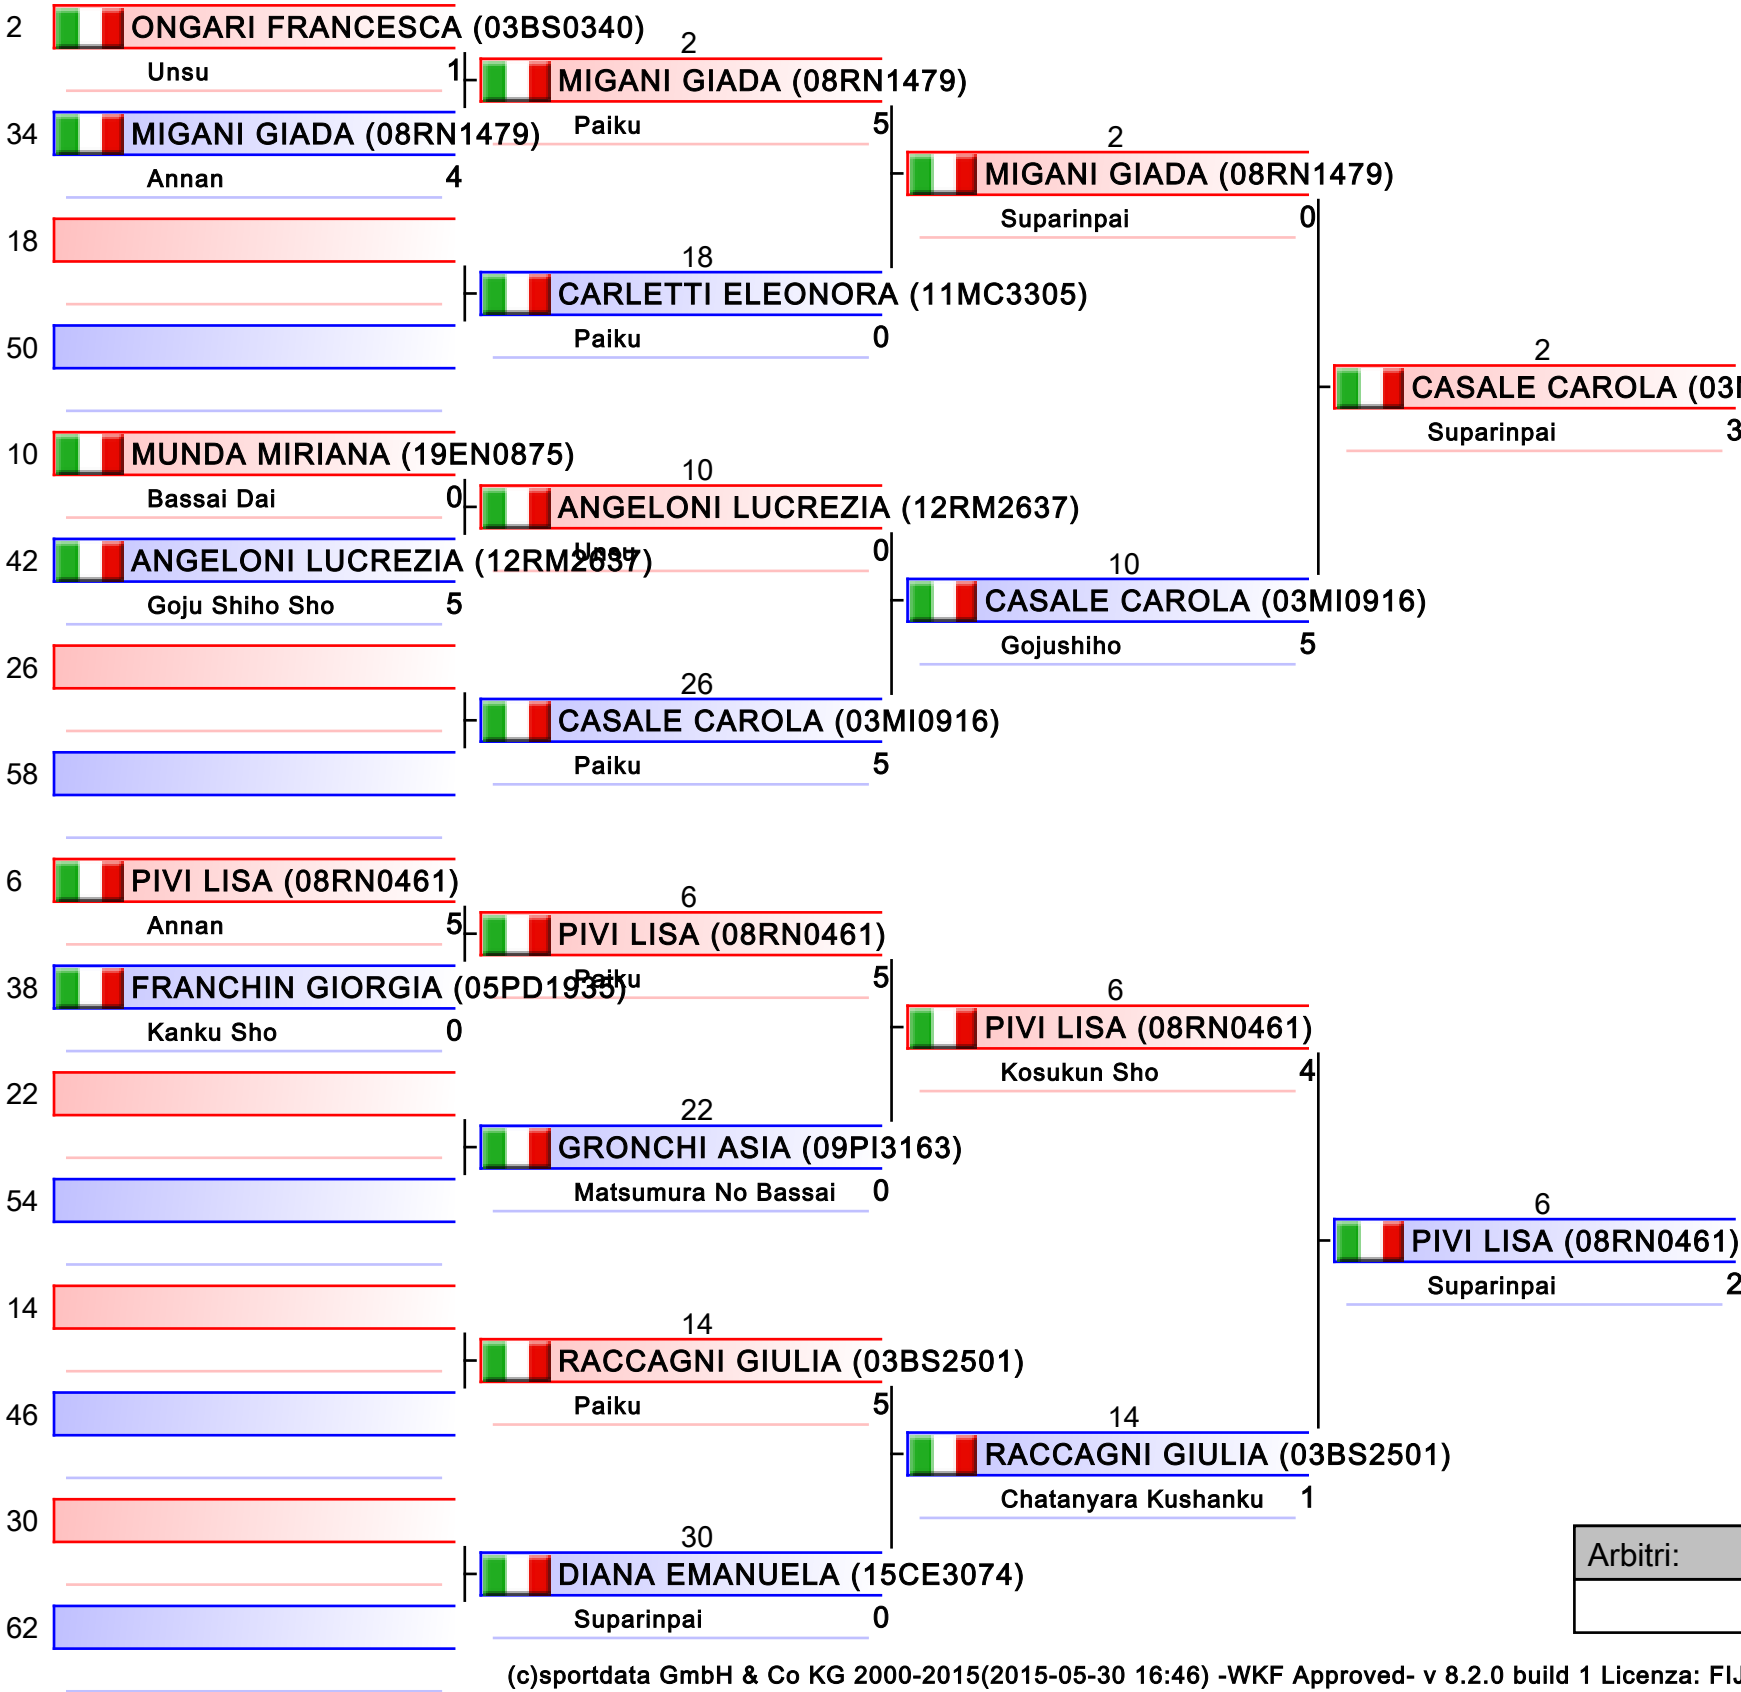 2 ONGARI FRANCESCA (03BS0340)
Unsu 1
34 MIGANI GIADA (08RN1479)
Annan 4
18
50
10 MUNDA MIRIANA (19EN0875)
Bassai Dai 0
42 ANGELONI LUCREZIA (12RM2637)
Goju Shiho Sho 5
26
58
6 PIVI LISA (08RN0461)
Annan 5
38 FRANCHIN GIORGIA (05PD1935)
Kanku Sho 0
22
54
14
46
30
62
2
MIGANI GIADA (08RN1479)
Paiku 5
18
CARLETTI ELEONORA (11MC3305)
Paiku 0
10
ANGELONI LUCREZIA (12RM2637)
Unsu 0
26
CASALE CAROLA (03MI0916)
Paiku 5
6
PIVI LISA (08RN0461)
Paiku 5
22
GRONCHI ASIA (09PI3163)
Matsumura No Bassai 0
14
RACCAGNI GIULIA (03BS2501)
Paiku 5
30
DIANA EMANUELA (15CE3074)
Suparinpai 0
2
MIGANI GIADA (08RN1479)
Suparinpai 0
10
CASALE CAROLA (03MI0916)
Gojushiho 5
6
PIVI LISA (08RN0461)
Kosukun Sho 4
14
RACCAGNI GIULIA (03BS2501)
Chatanyara Kushanku 1
2
CASALE CAROLA
Suparinpai 3
6
PIVI LISA (08RN0461)
Suparinpai 2
Arbitri:
(c)sportdata GmbH & Co KG 2000-2015(2015-05-30 16:46) -WKF Approved- v 8.2.0 build 1 Licenza: